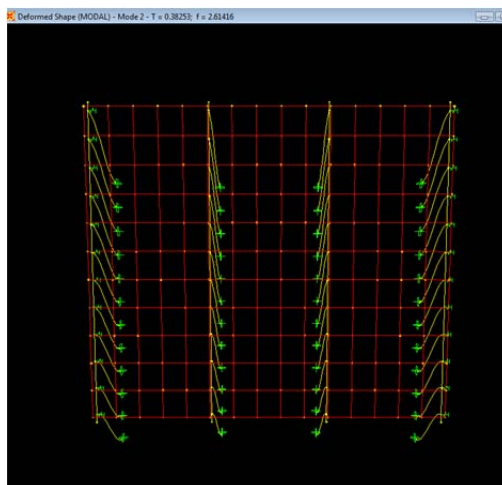 Deformed Shape (MODAL) - Mode 2 - T = 0.38253; f = 2.61416